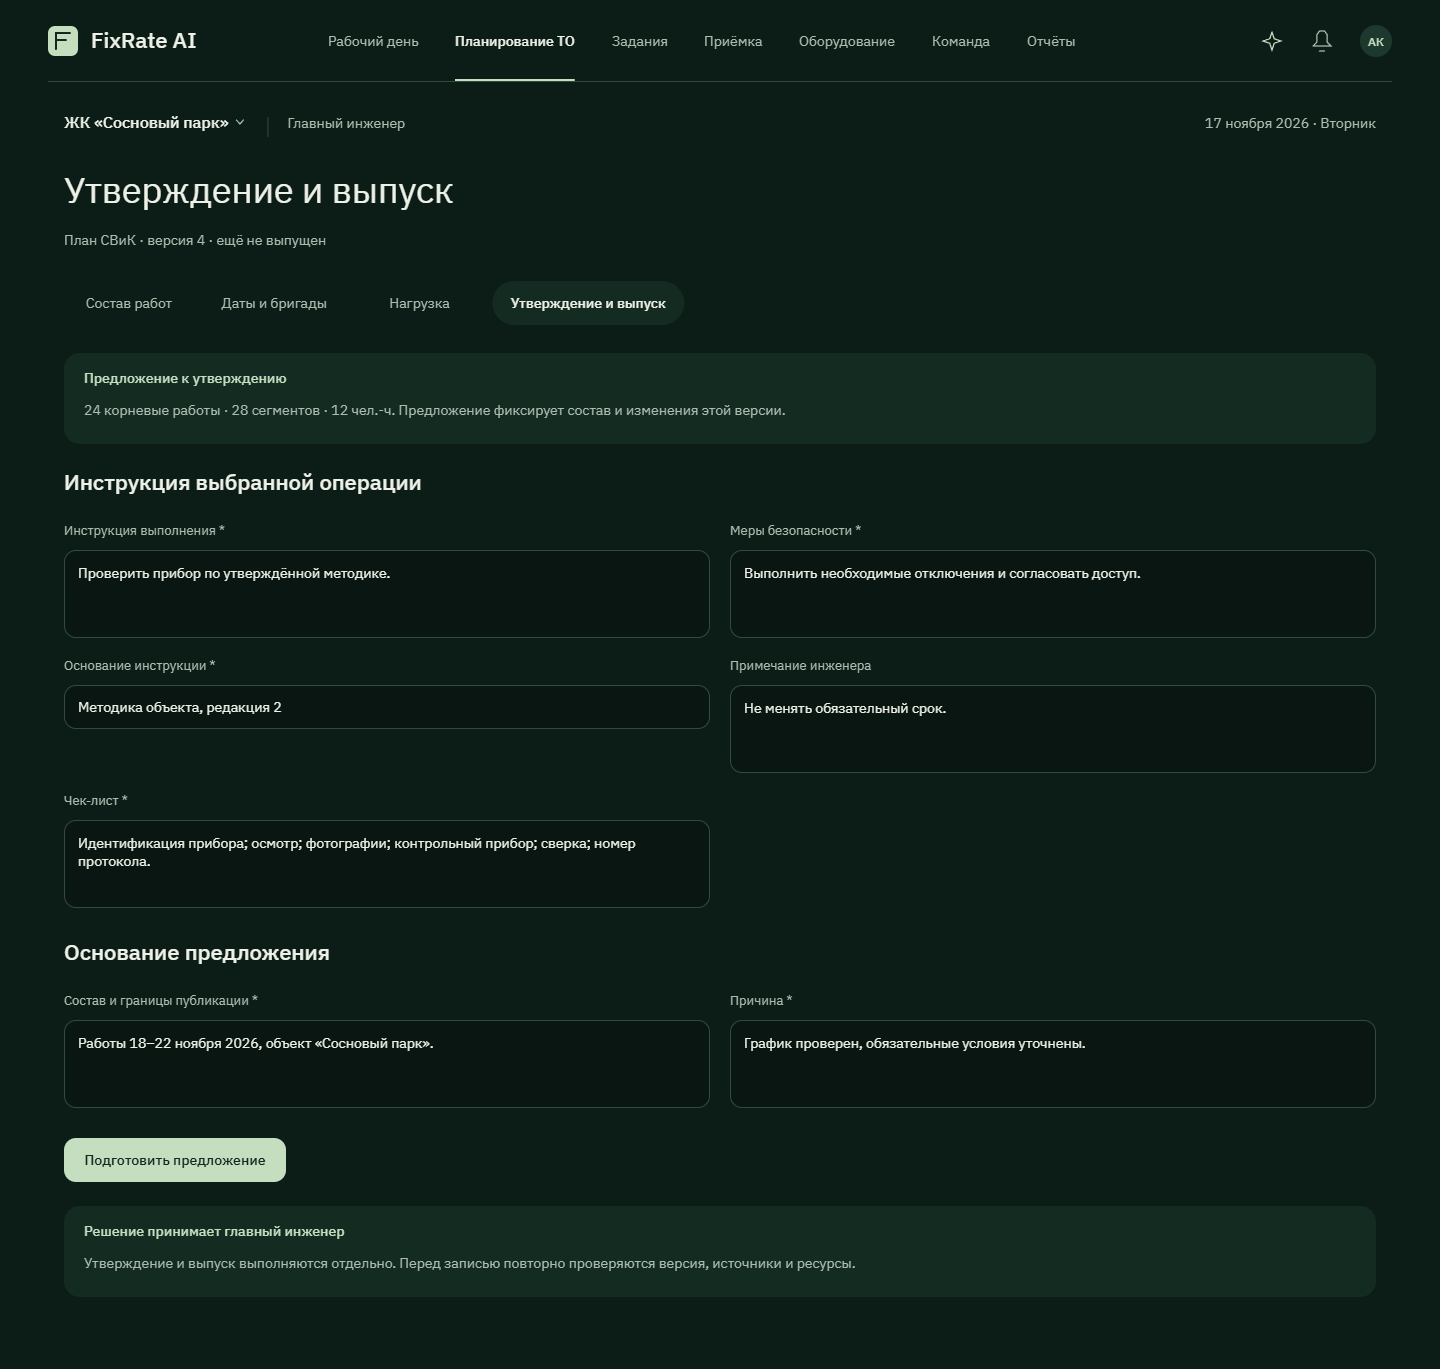 FixRate AI
Рабочий день
Планирование ТО
Задания
Приёмка
Оборудование
Команда
Отчёты
АК
ЖК «Сосновый парк»
Главный инженер
17 ноября 2026 · Вторник
Утверждение и выпуск
План СВиК · версия 4 · ещё не выпущен
Состав работ
Даты и бригады
Нагрузка
Утверждение и выпуск
Предложение к утверждению
24 корневые работы · 28 сегментов · 12 чел.-ч. Предложение фиксирует состав и изменения этой версии.
Инструкция выбранной операции
Инструкция выполнения *
Проверить прибор по утверждённой методике.
Меры безопасности *
Выполнить необходимые отключения и согласовать доступ.
Основание инструкции *
Методика объекта, редакция 2
Примечание инженера
Не менять обязательный срок.
Чек-лист *
Идентификация прибора; осмотр; фотографии; контрольный прибор; сверка; номер
протокола.
Основание предложения
Состав и границы публикации *
Работы 18–22 ноября 2026, объект «Сосновый парк».
Причина *
График проверен, обязательные условия уточнены.
Подготовить предложение
Решение принимает главный инженер
Утверждение и выпуск выполняются отдельно. Перед записью повторно проверяются версия, источники и ресурсы.